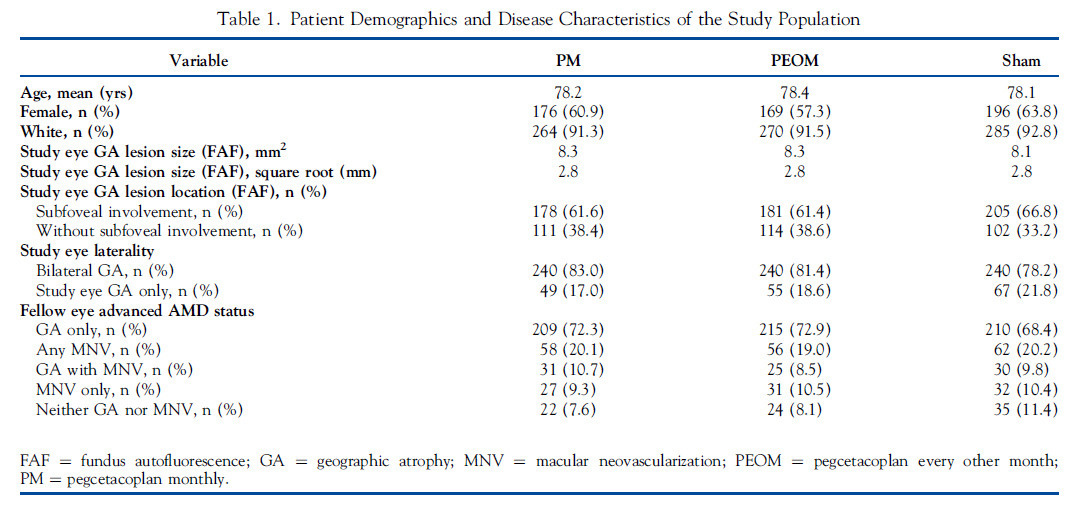 Table 1. Patient Demographics and Disease Characteristics of the Study Population
Variable PM PEOM Sham
Age, mean (yrs) 78.2 78.4 78.1
Female, n (%) 176 (60.9) 169 (57.3) 196 (63.8)
White, n (%) 264 (91.3) 270 (91.5) 285 (92.8)
Study eye GA lesion size (FAF), mm² 8.3 8.3 8.1
Study eye GA lesion size (FAF), square root (mm) 2.8 2.8 2.8
Study eye GA lesion location (FAF), n (%)
Subfoveal involvement, n (%) 178 (61.6) 181 (61.4) 205 (66.8)
Without subfoveal involvement, n (%) 111 (38.4) 114 (38.6) 102 (33.2)
Study eye laterality
Bilateral GA, n (%) 240 (83.0) 240 (81.4) 240 (78.2)
Study eye GA only, n (%) 49 (17.0) 55 (18.6) 67 (21.8)
Fellow eye advanced AMD status
GA only, n (%) 209 (72.3) 215 (72.9) 210 (68.4)
Any MNV, n (%) 58 (20.1) 56 (19.0) 62 (20.2)
GA with MNV, n (%) 31 (10.7) 25 (8.5) 30 (9.8)
MNV only, n (%) 27 (9.3) 31 (10.5) 32 (10.4)
Neither GA nor MNV, n (%) 22 (7.6) 24 (8.1) 35 (11.4)
FAF = fundus autofluorescence; GA = geographic atrophy; MNV = macular neovascularization; PEOM = pegcetacoplan every other month;
PM = pegcetacoplan monthly.